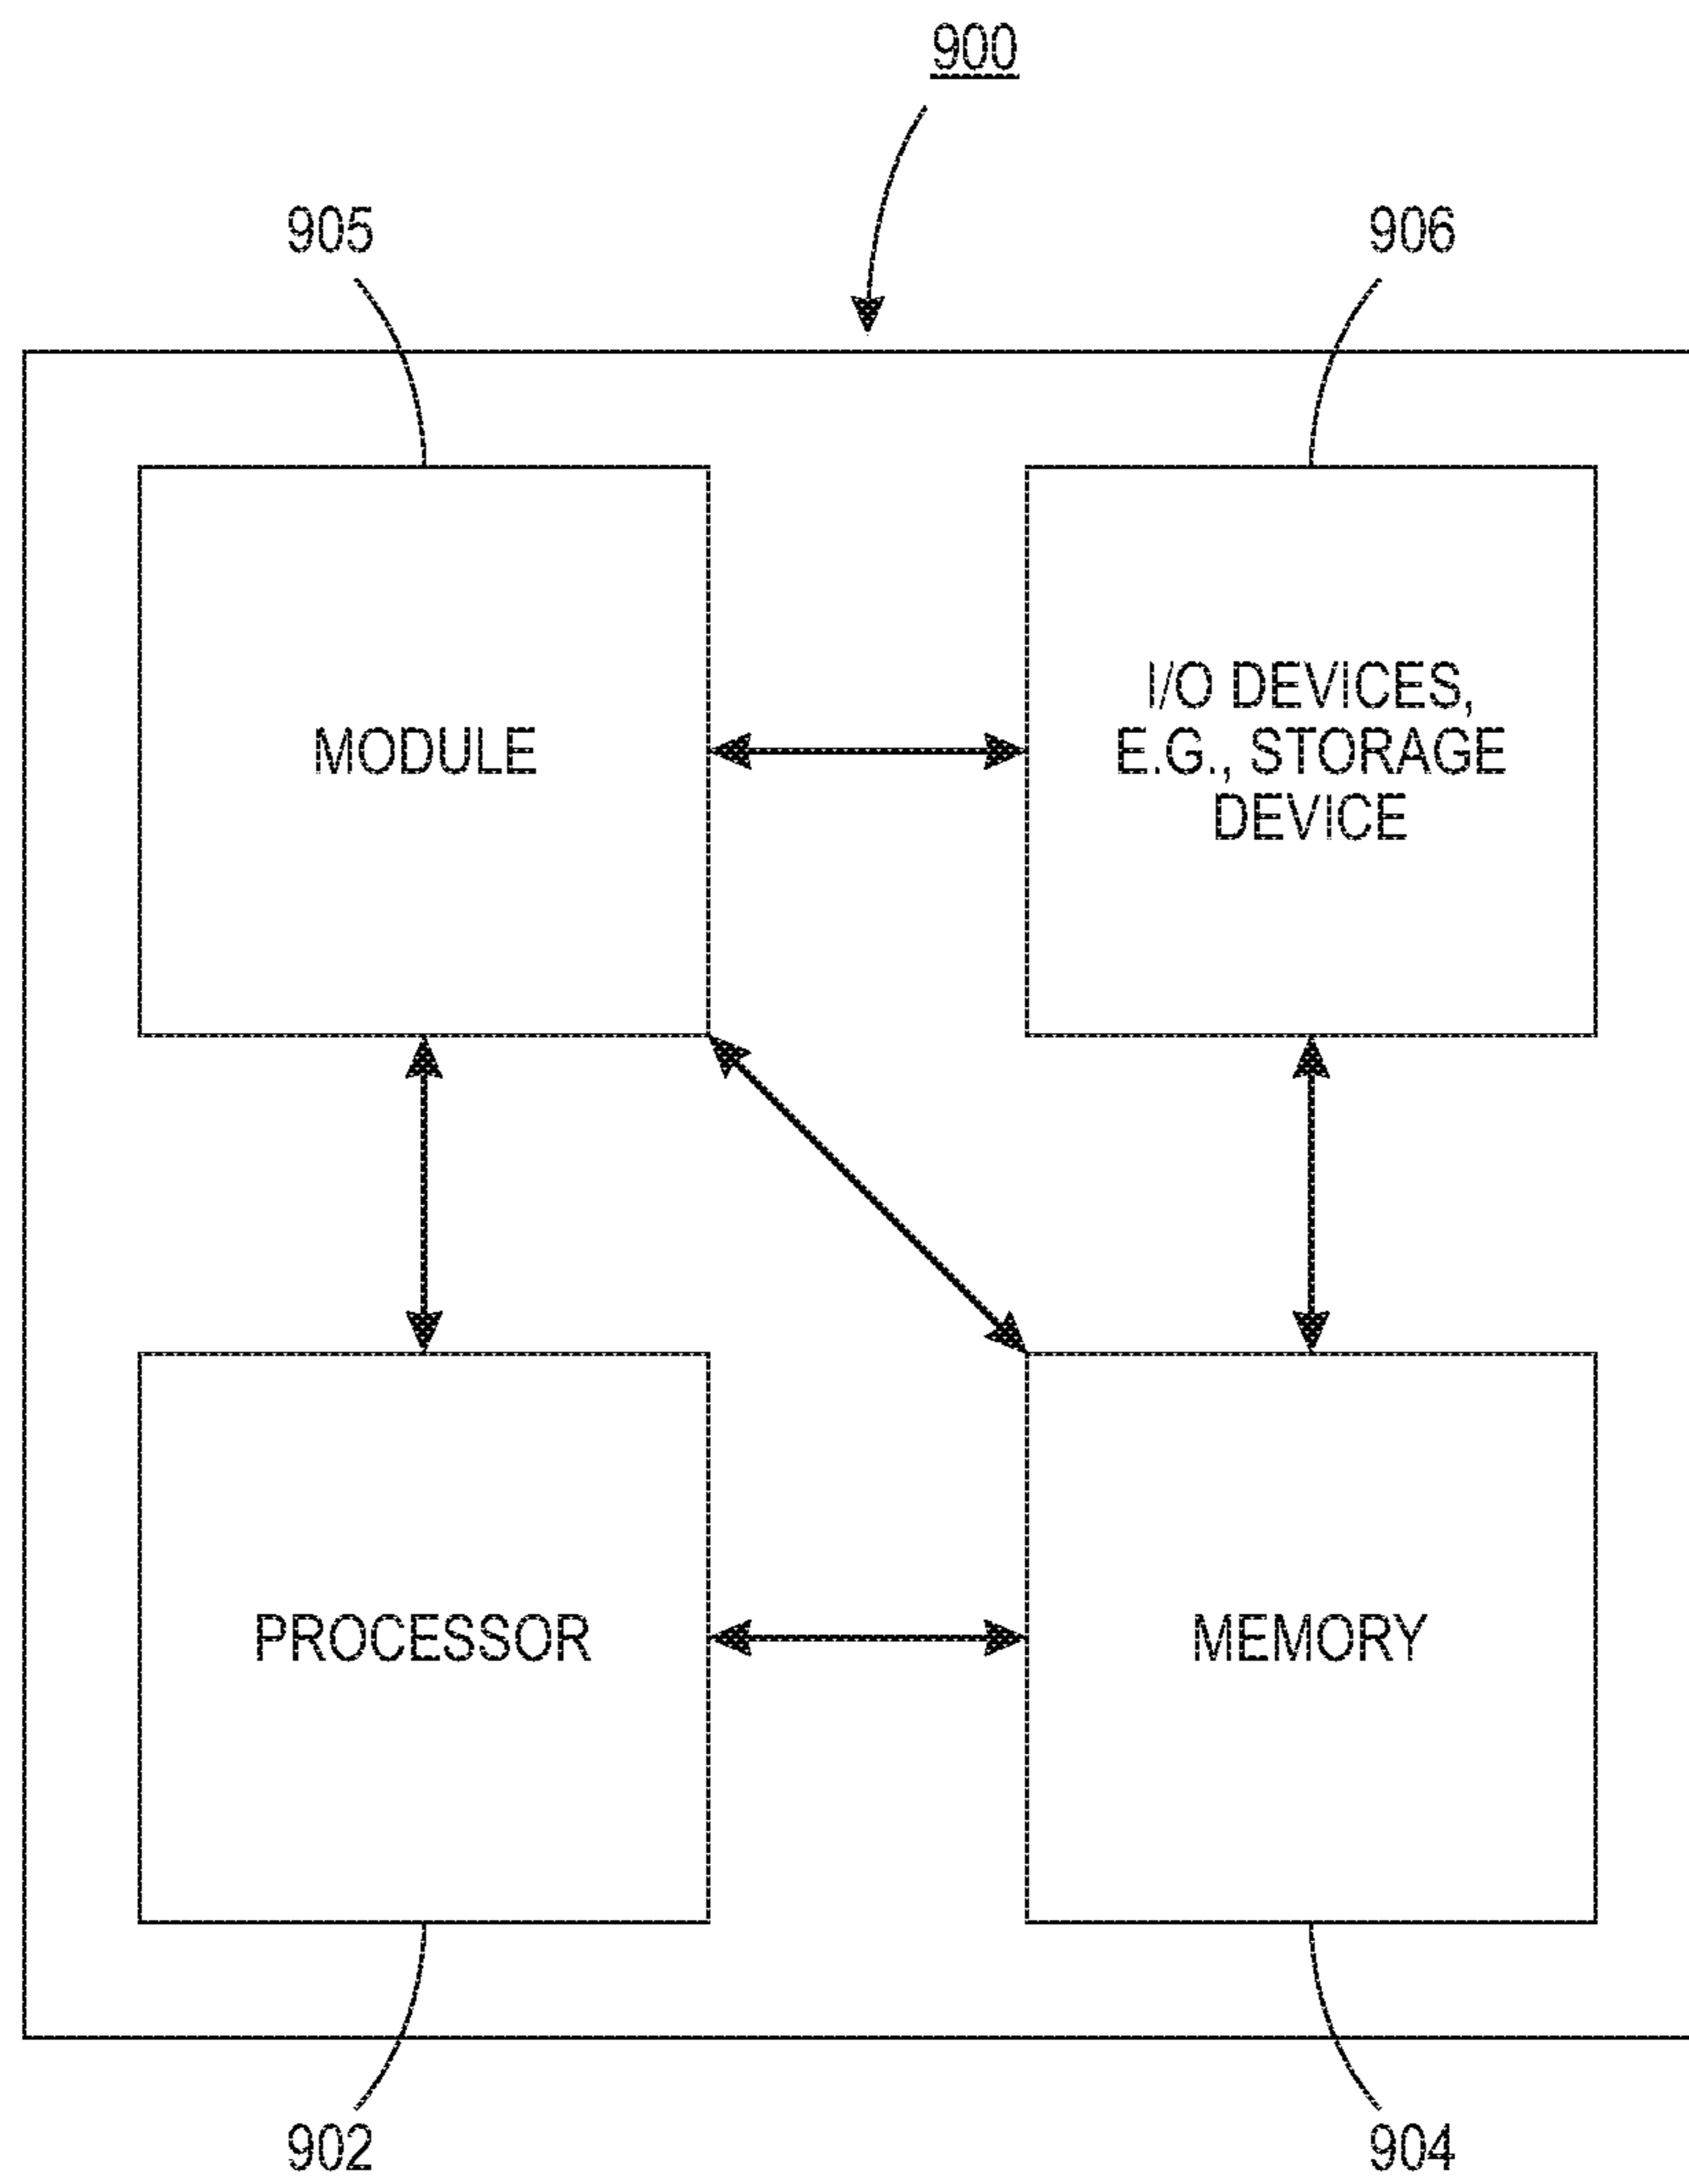 900
905
906
MODULE
I/O DEVICES,
E.G., STORAGE
DEVICE
PROCESSOR
MEMORY
902
904